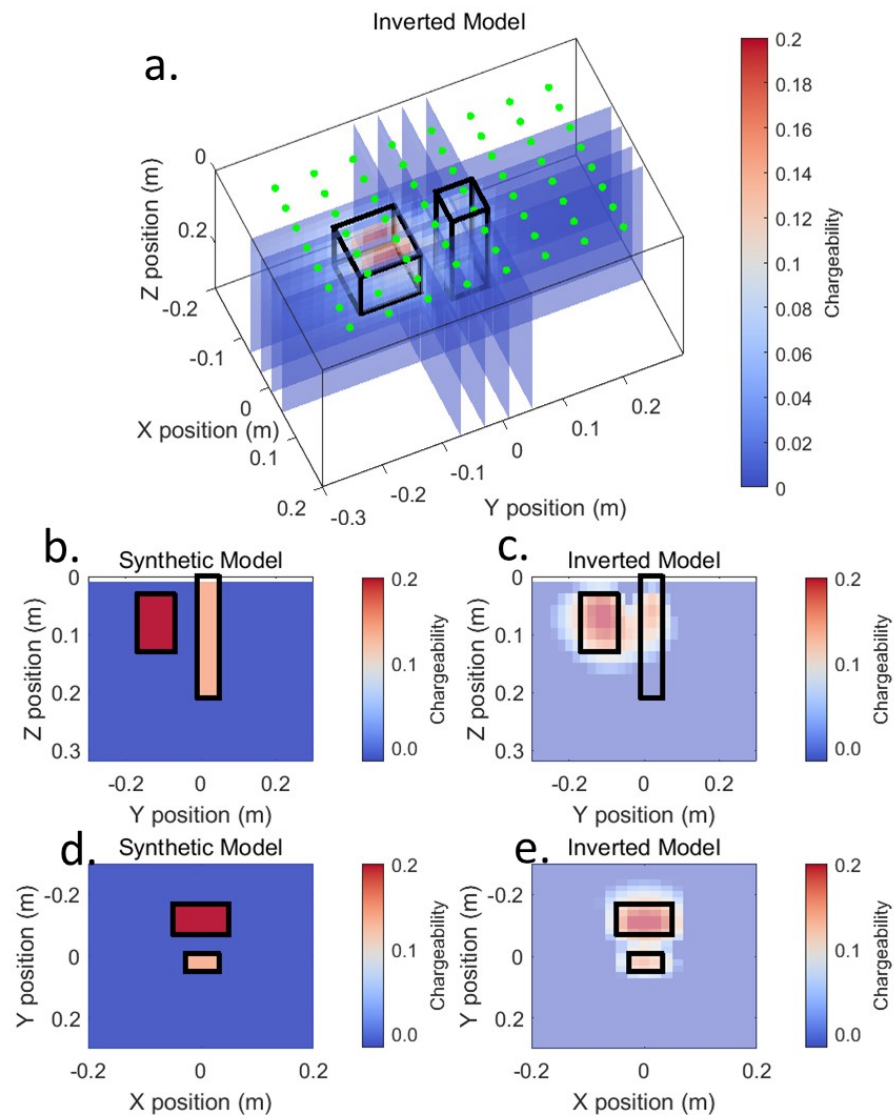 Inverted Model
a.
0.2
0.18
0.16
0.14
0.12
0.1
0.08
0.06
0.04
0.02
0
Chargeability
Z position (m)
0
0.2
-0.2
-0.1
0
0.1
0.2
X position (m)
-0.3
-0.2
-0.1
0
0.1
0.2
Y position (m)
b.
Synthetic Model
Z position (m)
0
0.1
0.2
0.3
-0.2
0
0.2
Y position (m)
0.2
0.1
0.0
Chargeability
c.
Inverted Model
Z position (m)
0
0.1
0.2
0.3
-0.2
0
0.2
Y position (m)
0.2
0.1
0.0
Chargeability
d.
Synthetic Model
Y position (m)
-0.2
0
0.2
-0.2
0
0.2
X position (m)
0.2
0.1
0.0
Chargeability
e.
Inverted Model
Y position (m)
-0.2
0
0.2
-0.2
0
0.2
X position (m)
0.2
0.1
0.0
Chargeability